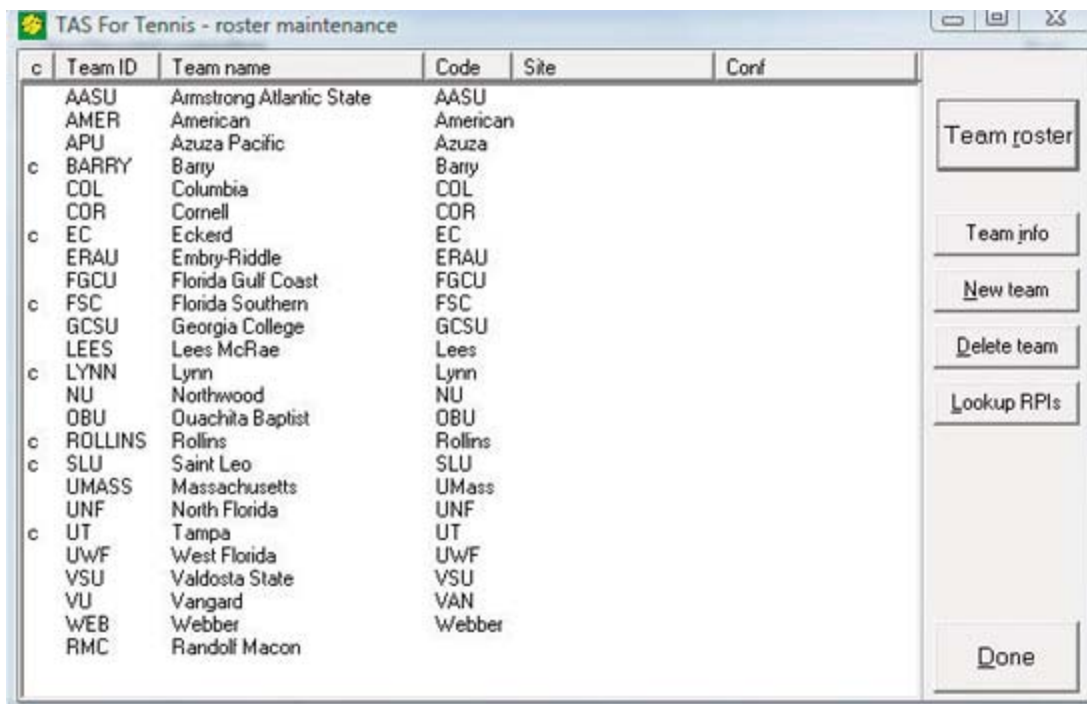 TAS For Tennis - roster maintenance
c Team ID Team name Code Site Conf
AASU Armstrong Atlantic State AASU
AMER American American
APU Azuza Pacific Azuza
c BARRY Barry Barry
COL Columbia COL
COR Cornell COR
c EC Eckerd EC
ERAU Embry-Riddle ERAU
FGCU Florida Gulf Coast FGCU
c FSC Florida Southern FSC
GCSU Georgia College GCSU
LEES Lees McRae Lees
c LYNN Lynn Lynn
NU Northwood NU
OBU Ouachita Baptist OBU
c ROLLINS Rollins Rollins
c SLU Saint Leo SLU
UMASS Massachusetts UMass
UNF North Florida UNF
c UT Tampa UT
UWF West Florida UWF
VSU Valdosta State VSU
VU Vangard VAN
WEB Webber Webber
RMC Randolf Macon
Team roster
Team info
New team
Delete team
Lookup RPIs
Done